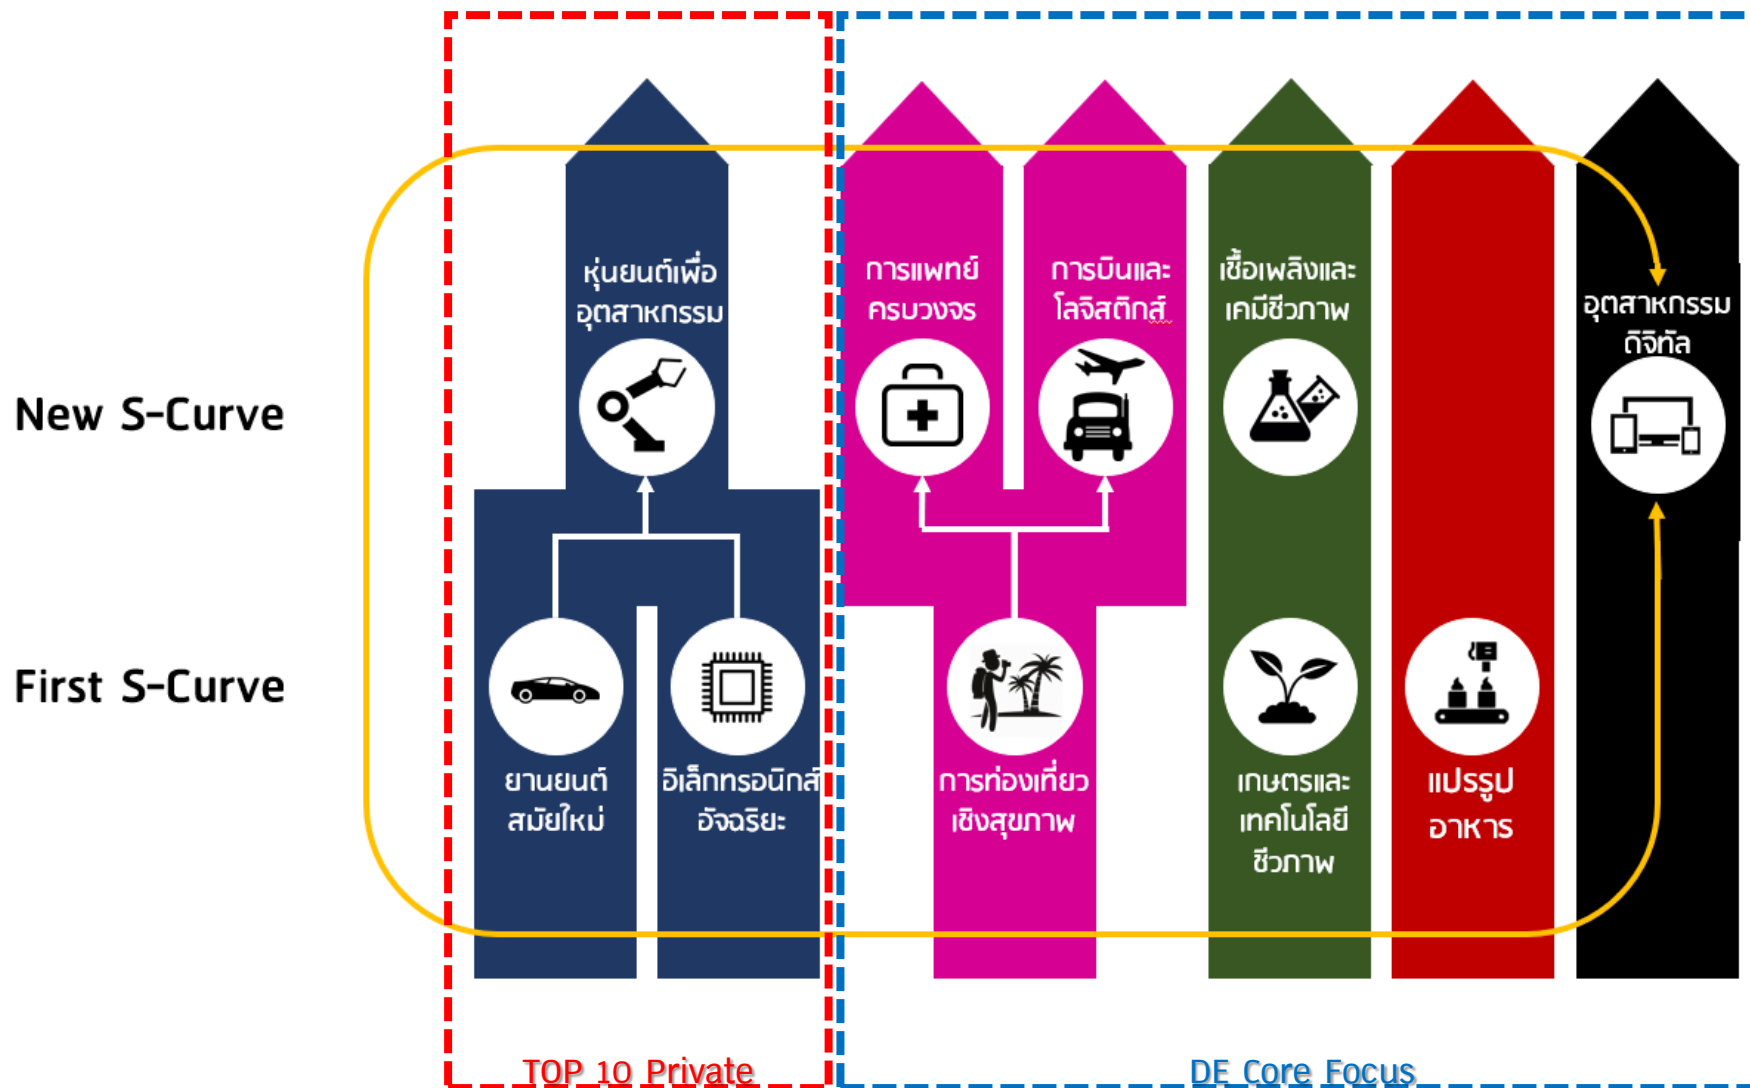 หุ่นยนต์เพื่อ
อุตสาหกรรม
การแพทย์
ครบวงจร
การบินและ
โลจิสติกส์
เชื้อเพลิงและ
เคมีชีวภาพ
อุตสาหกรรม
ดิจิทัล
New S-Curve
First S-Curve
ยานยนต์
สมัยใหม่
อิเล็กทรอนิกส์
อัจฉริยะ
การท่องเที่ยว
เชิงสุขภาพ
เกษตรและ
เทคโนโลยี
ชีวภาพ
แปรรูป
อาหาร
TOP 10 Private
DE Core Focus